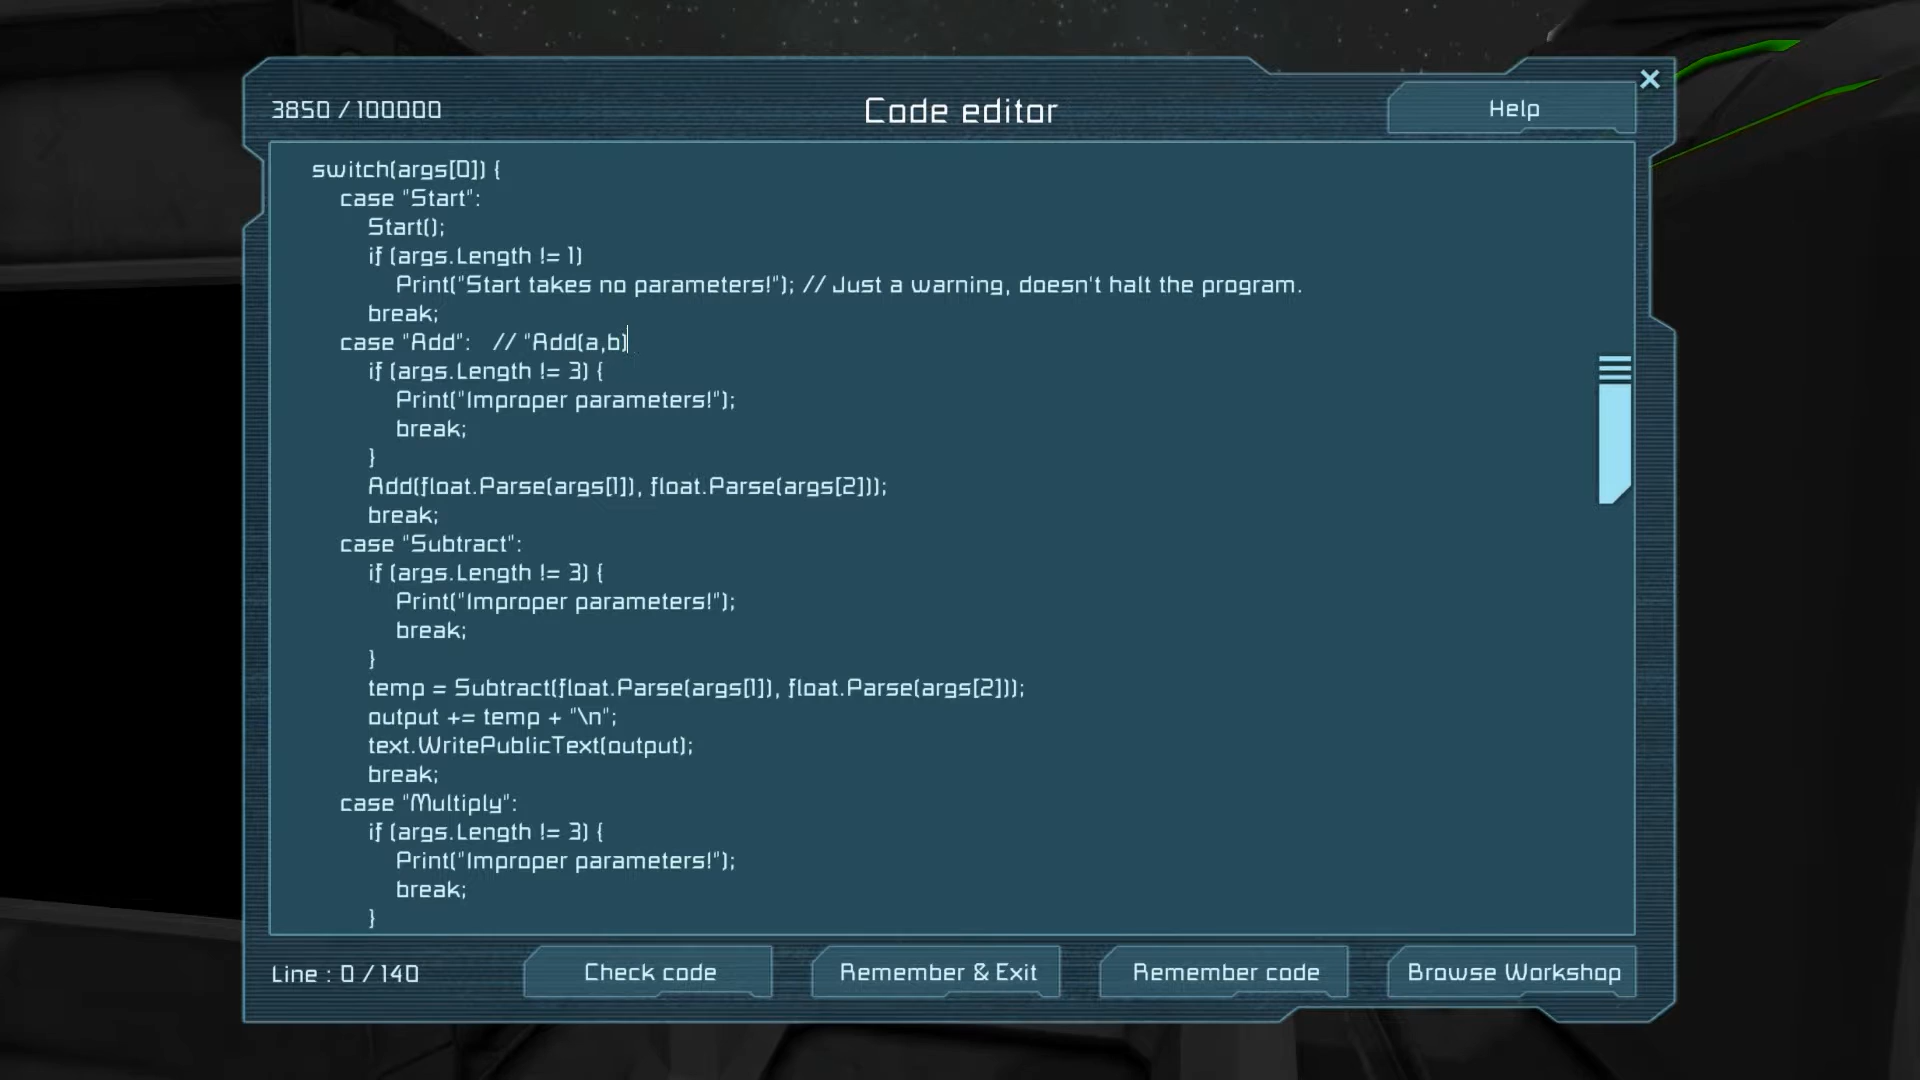 3850 / 100000
Code editor
Help
switch(args[0]) {
case "Start":
Start();
if (args.Length != 1)
Print("Start takes no parameters!"); // Just a warning, doesn't halt the program.
break;
case "Add":   // "Add(a,b)
if (args.Length != 3) {
Print("Improper parameters!");
break;
}
Add(float.Parse(args[1]), float.Parse(args[2]));
break;
case "Subtract":
if (args.Length != 3) {
Print("Improper parameters!");
break;
}
temp = Subtract(float.Parse(args[1]), float.Parse(args[2]));
output += temp + "\n";
text.WritePublicText(output);
break;
case "Multiply":
if (args.Length != 3) {
Print("Improper parameters!");
break;
}
Line : 0 / 140
Check code
Remember & Exit
Remember code
Browse Workshop